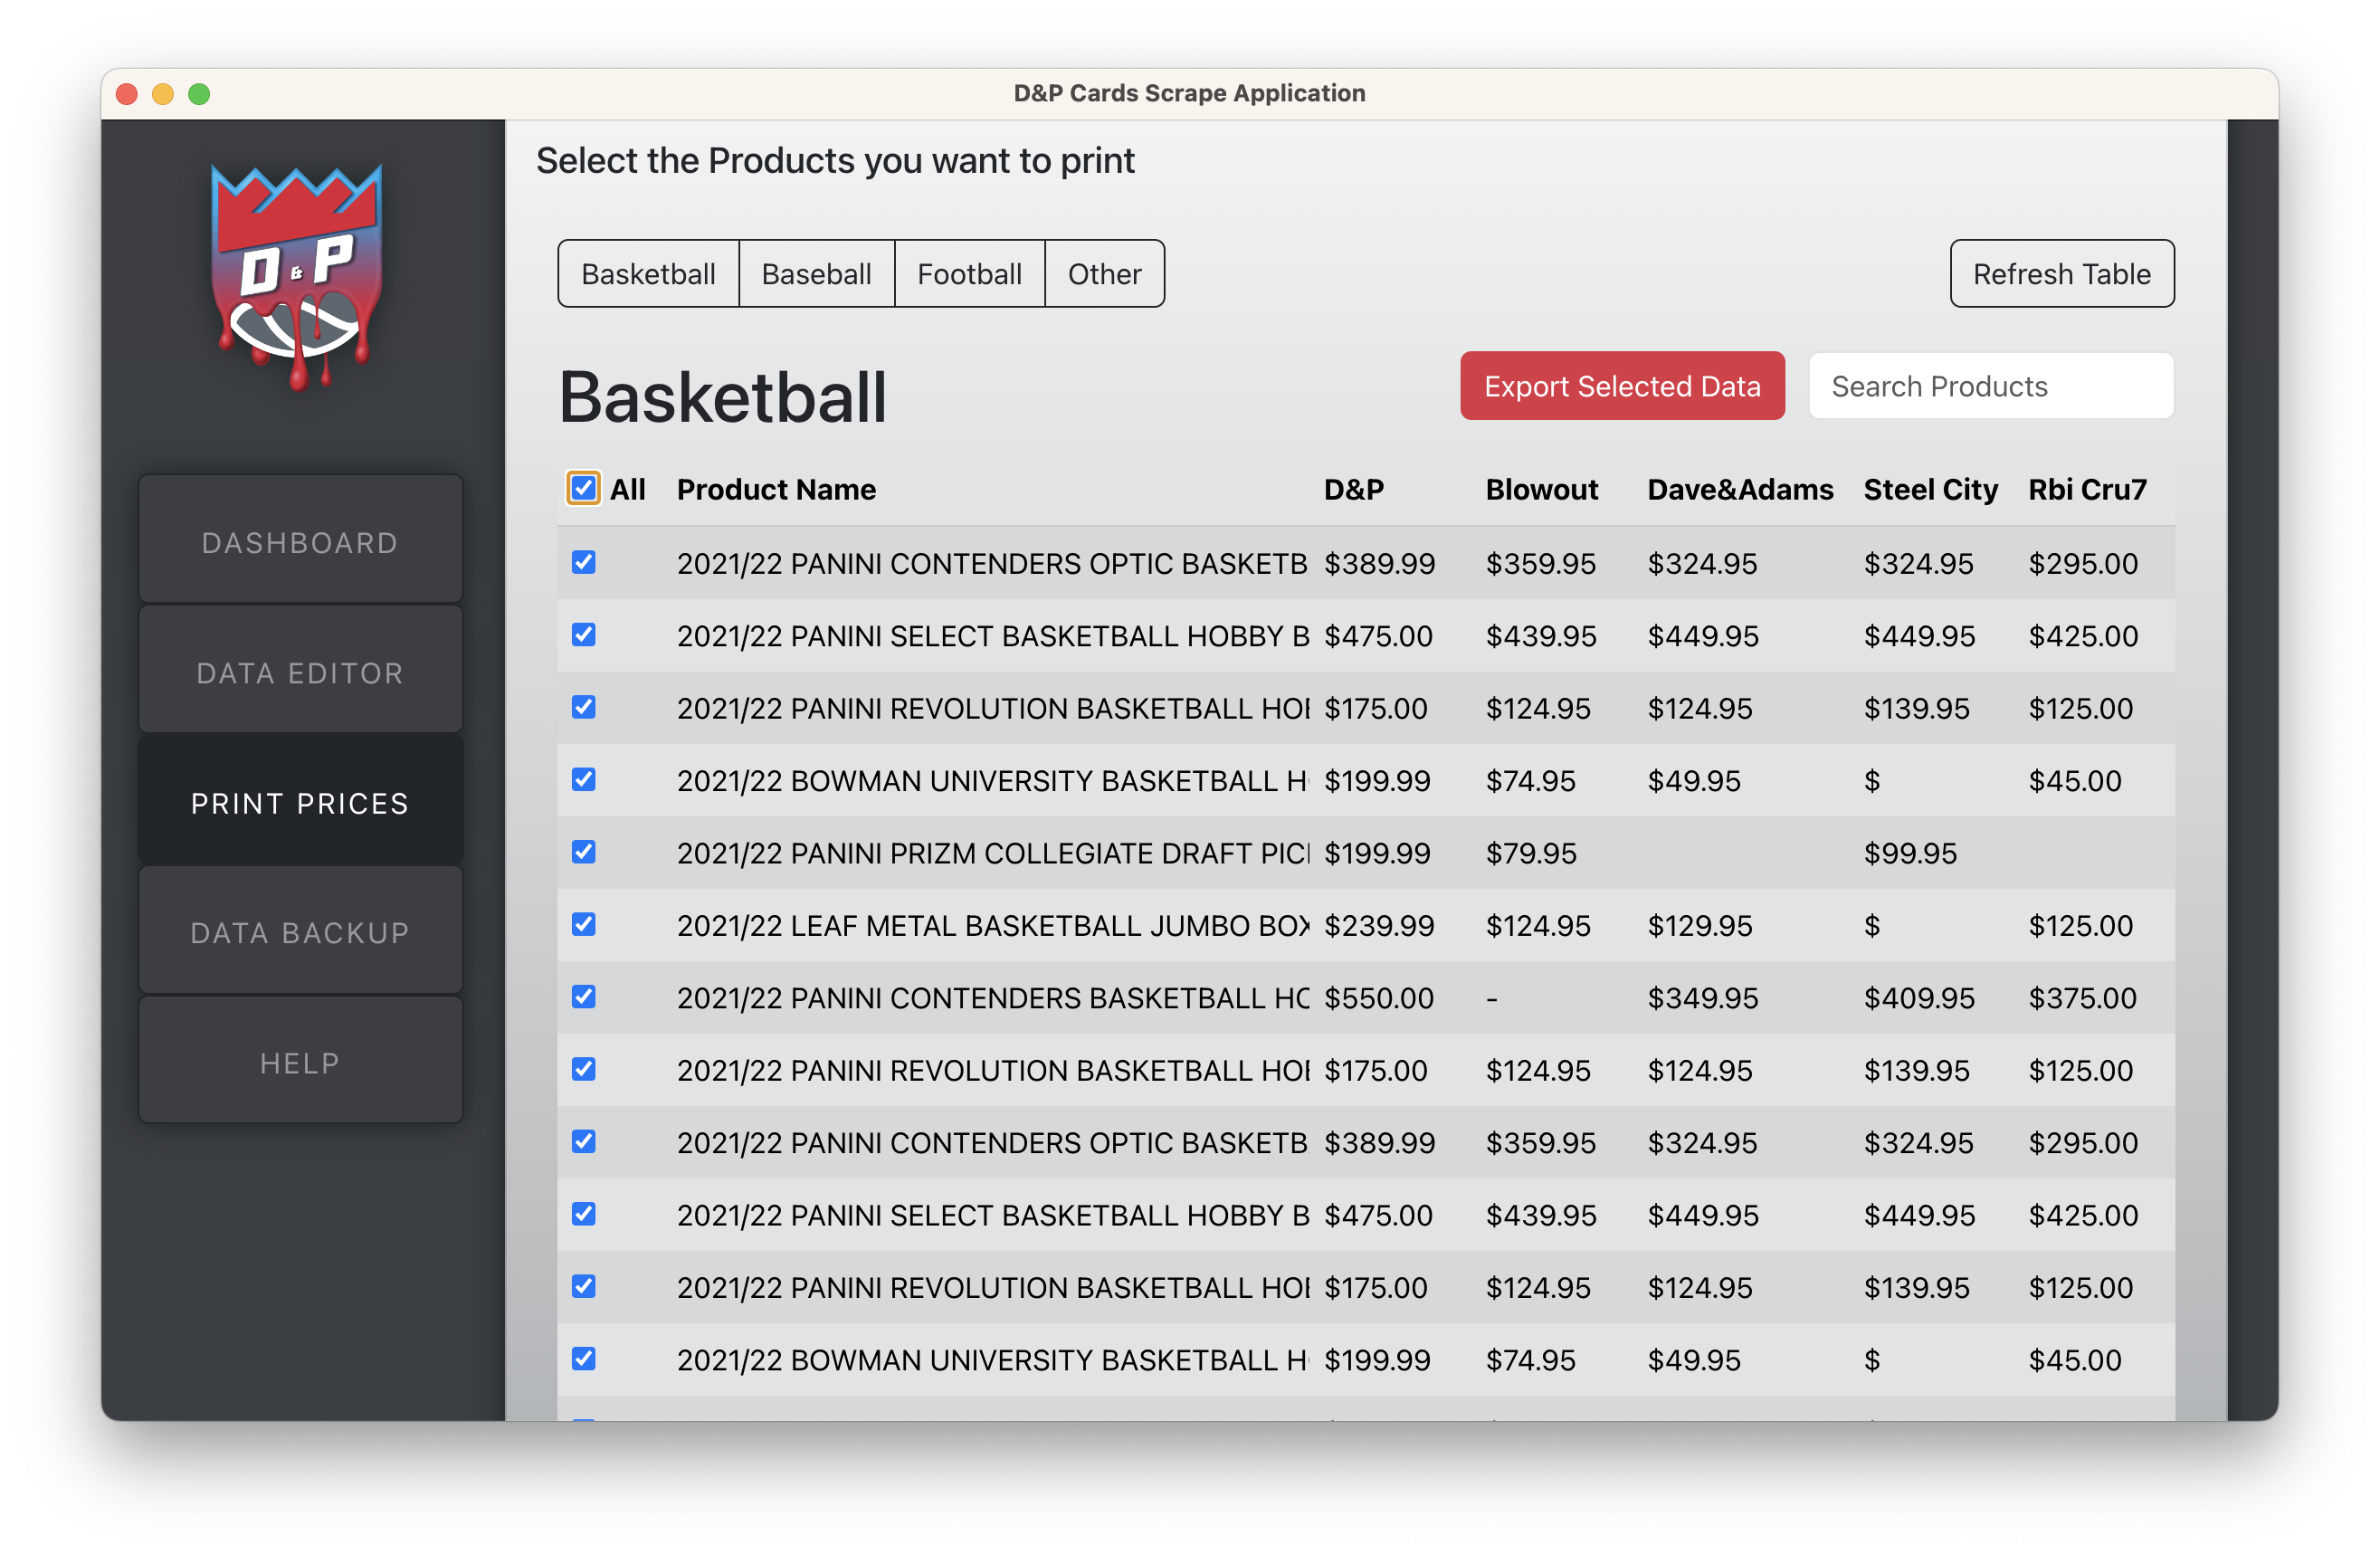 D&P Cards Scrape Application
D & P
DASHBOARD
DATA EDITOR
PRINT PRICES
DATA BACKUP
HELP
Select the Products you want to print
Basketball Baseball Football Other Refresh Table
Basketball Export Selected Data Search Products
All Product Name D&P Blowout Dave&Adams Steel City Rbi Cru7
2021/22 PANINI CONTENDERS OPTIC BASKETB $389.99 $359.95 $324.95 $324.95 $295.00
2021/22 PANINI SELECT BASKETBALL HOBBY B $475.00 $439.95 $449.95 $449.95 $425.00
2021/22 PANINI REVOLUTION BASKETBALL HO $175.00 $124.95 $124.95 $139.95 $125.00
2021/22 BOWMAN UNIVERSITY BASKETBALL H $199.99 $74.95 $49.95 $ $45.00
2021/22 PANINI PRIZM COLLEGIATE DRAFT PIC $199.99 $79.95 $99.95
2021/22 LEAF METAL BASKETBALL JUMBO BOX $239.99 $124.95 $129.95 $ $125.00
2021/22 PANINI CONTENDERS BASKETBALL HO $550.00 - $349.95 $409.95 $375.00
2021/22 PANINI REVOLUTION BASKETBALL HO $175.00 $124.95 $124.95 $139.95 $125.00
2021/22 PANINI CONTENDERS OPTIC BASKETB $389.99 $359.95 $324.95 $324.95 $295.00
2021/22 PANINI SELECT BASKETBALL HOBBY B $475.00 $439.95 $449.95 $449.95 $425.00
2021/22 PANINI REVOLUTION BASKETBALL HO $175.00 $124.95 $124.95 $139.95 $125.00
2021/22 BOWMAN UNIVERSITY BASKETBALL H $199.99 $74.95 $49.95 $ $45.00